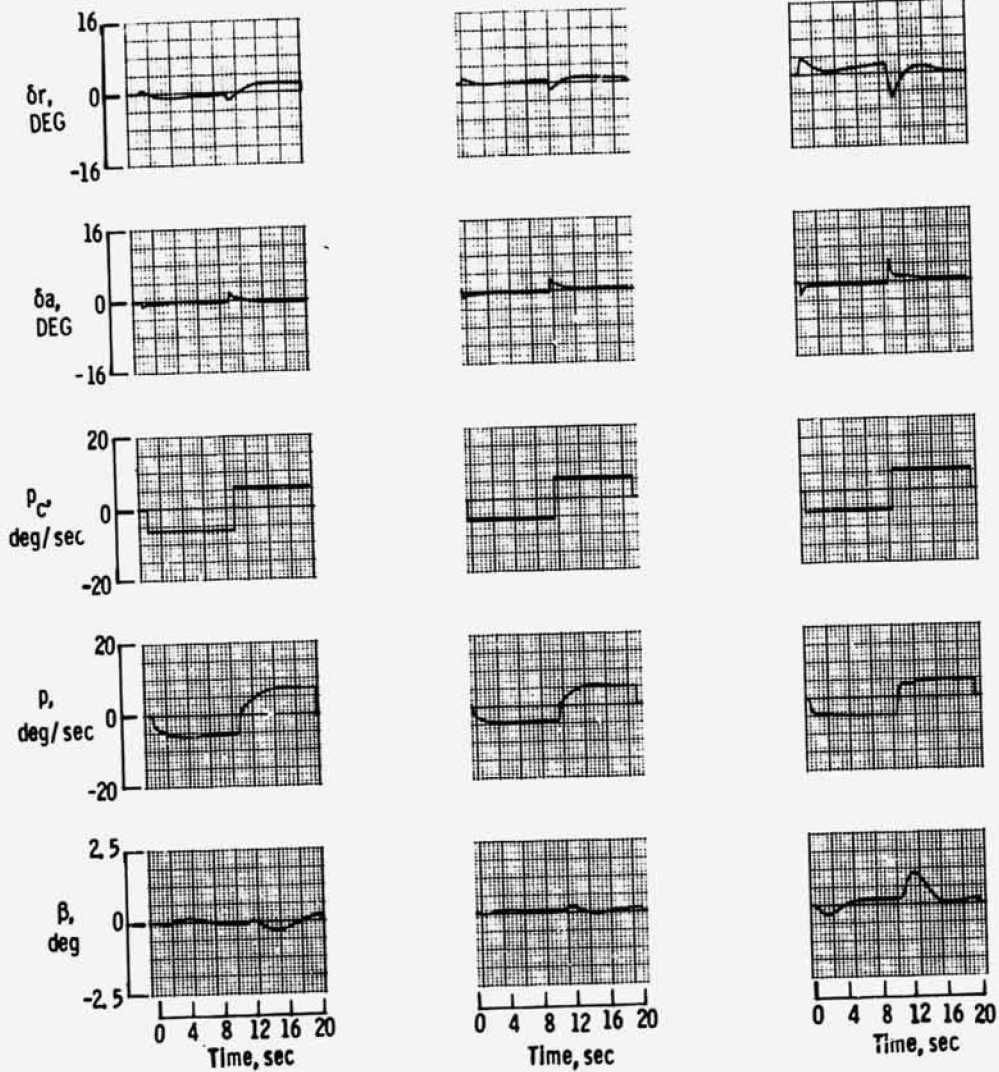 16
δr,
DEG
0
-16
16
δa,
DEG
0
-16
20
Pc,
deg/sec
0
-20
20
p,
deg/sec
0
-20
2.5
β,
deg
0
-2.5
0 4 8 12 16 20
Time, sec
0 4 8 12 16 20
Time, sec
0 4 8 12 16 20
Time, sec